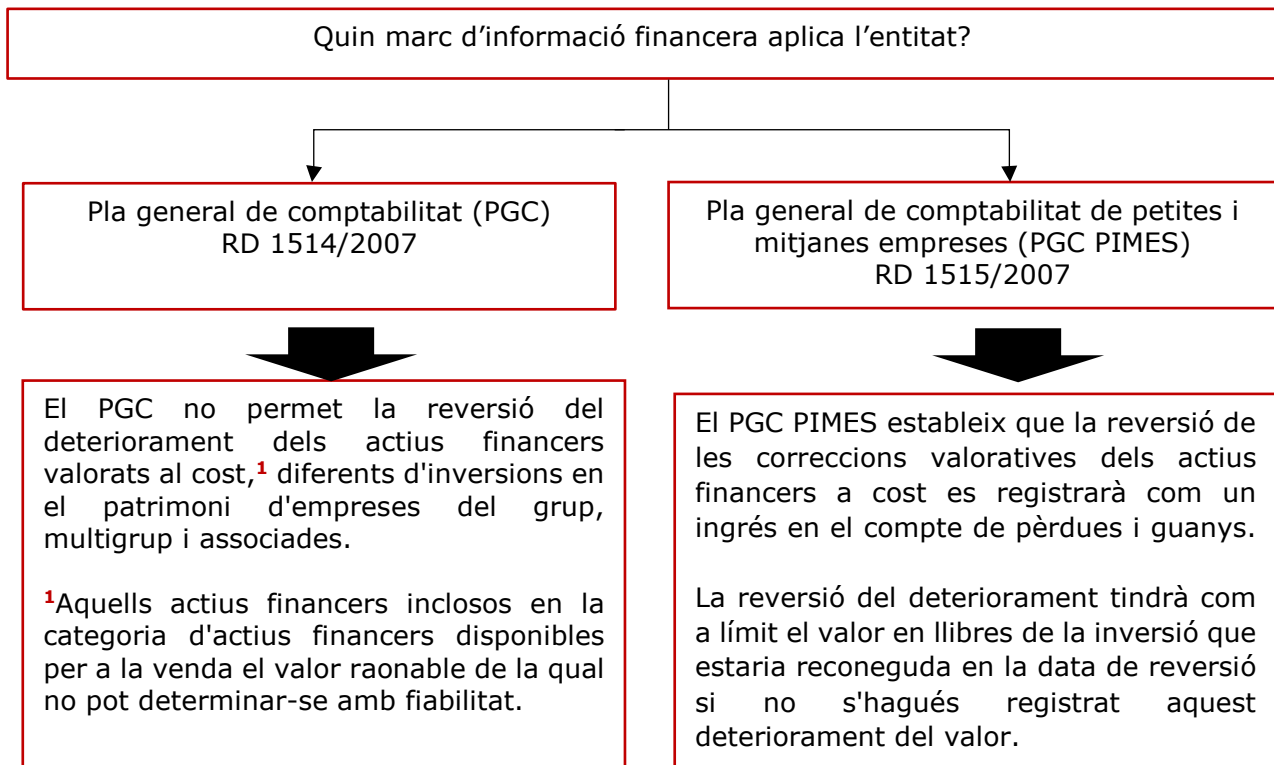 Quin marc d’informació financera aplica l’entitat?
Pla general de comptabilitat (PGC)
RD 1514/2007
Pla general de comptabilitat de petites i
mitjanes empreses (PGC PIMES)
RD 1515/2007
El PGC no permet la reversió del
deteriorament dels actius financers
valorats al cost,¹ diferents d'inversions en
el patrimoni d'empreses del grup,
multigrup i associades.
¹Aquells actius financers inclosos en la
categoria d'actius financers disponibles
per a la venda el valor raonable de la qual
no pot determinar-se amb fiabilitat.
El PGC PIMES estableix que la reversió de
les correccions valoratives dels actius
financers a cost es registrarà com un
ingrés en el compte de pèrdues i guanys.
La reversió del deteriorament tindrà com
a límit el valor en llibres de la inversió que
estaria reconeguda en la data de reversió
si no s'hagués registrat aquest
deteriorament del valor.